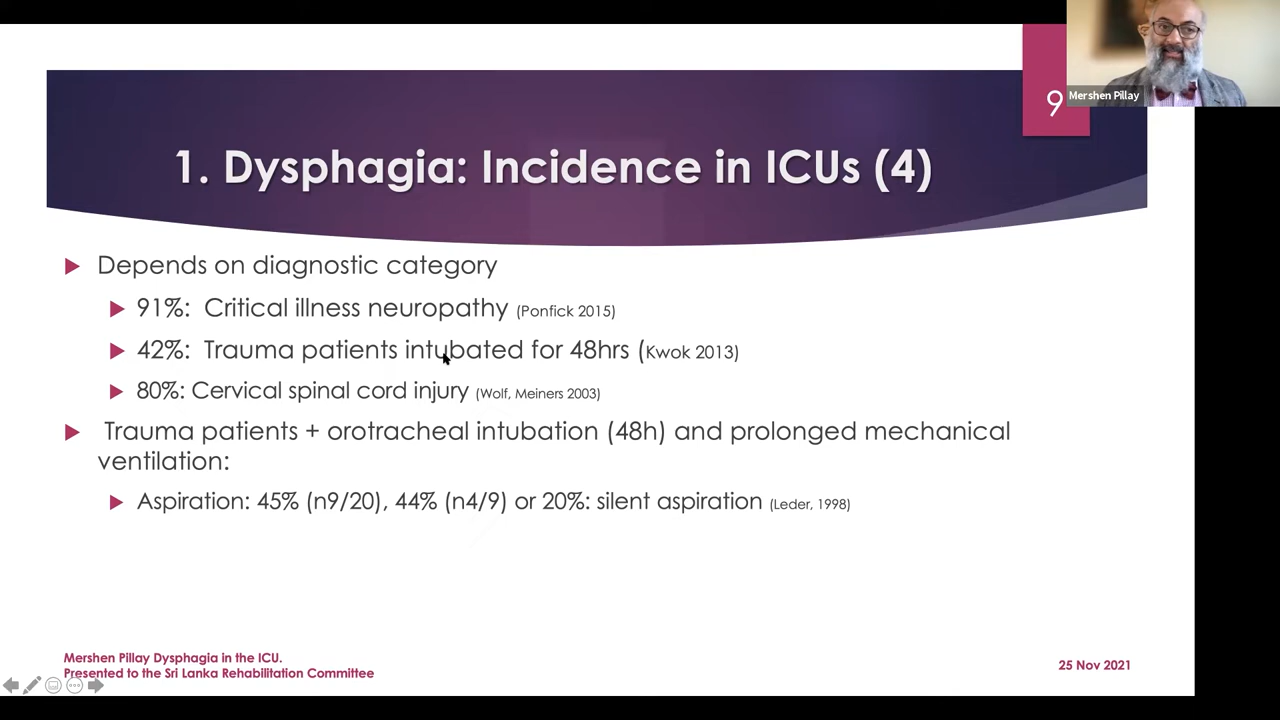 9
Mershen Pillay
1. Dysphagia: Incidence in ICUs (4)
Depends on diagnostic category
91%: Critical illness neuropathy (Ponfick 2015)
42%: Trauma patients intubated for 48hrs (Kwok 2013)
80%: Cervical spinal cord injury (Wolf, Meiners 2003)
Trauma patients + orotracheal intubation (48h) and prolonged mechanical
ventilation:
Aspiration: 45% (n9/20), 44% (n4/9) or 20%: silent aspiration (Leder, 1998)
Mershen Pillay Dysphagia in the ICU.
Presented to the Sri Lanka Rehabilitation Committee
25 Nov 2021